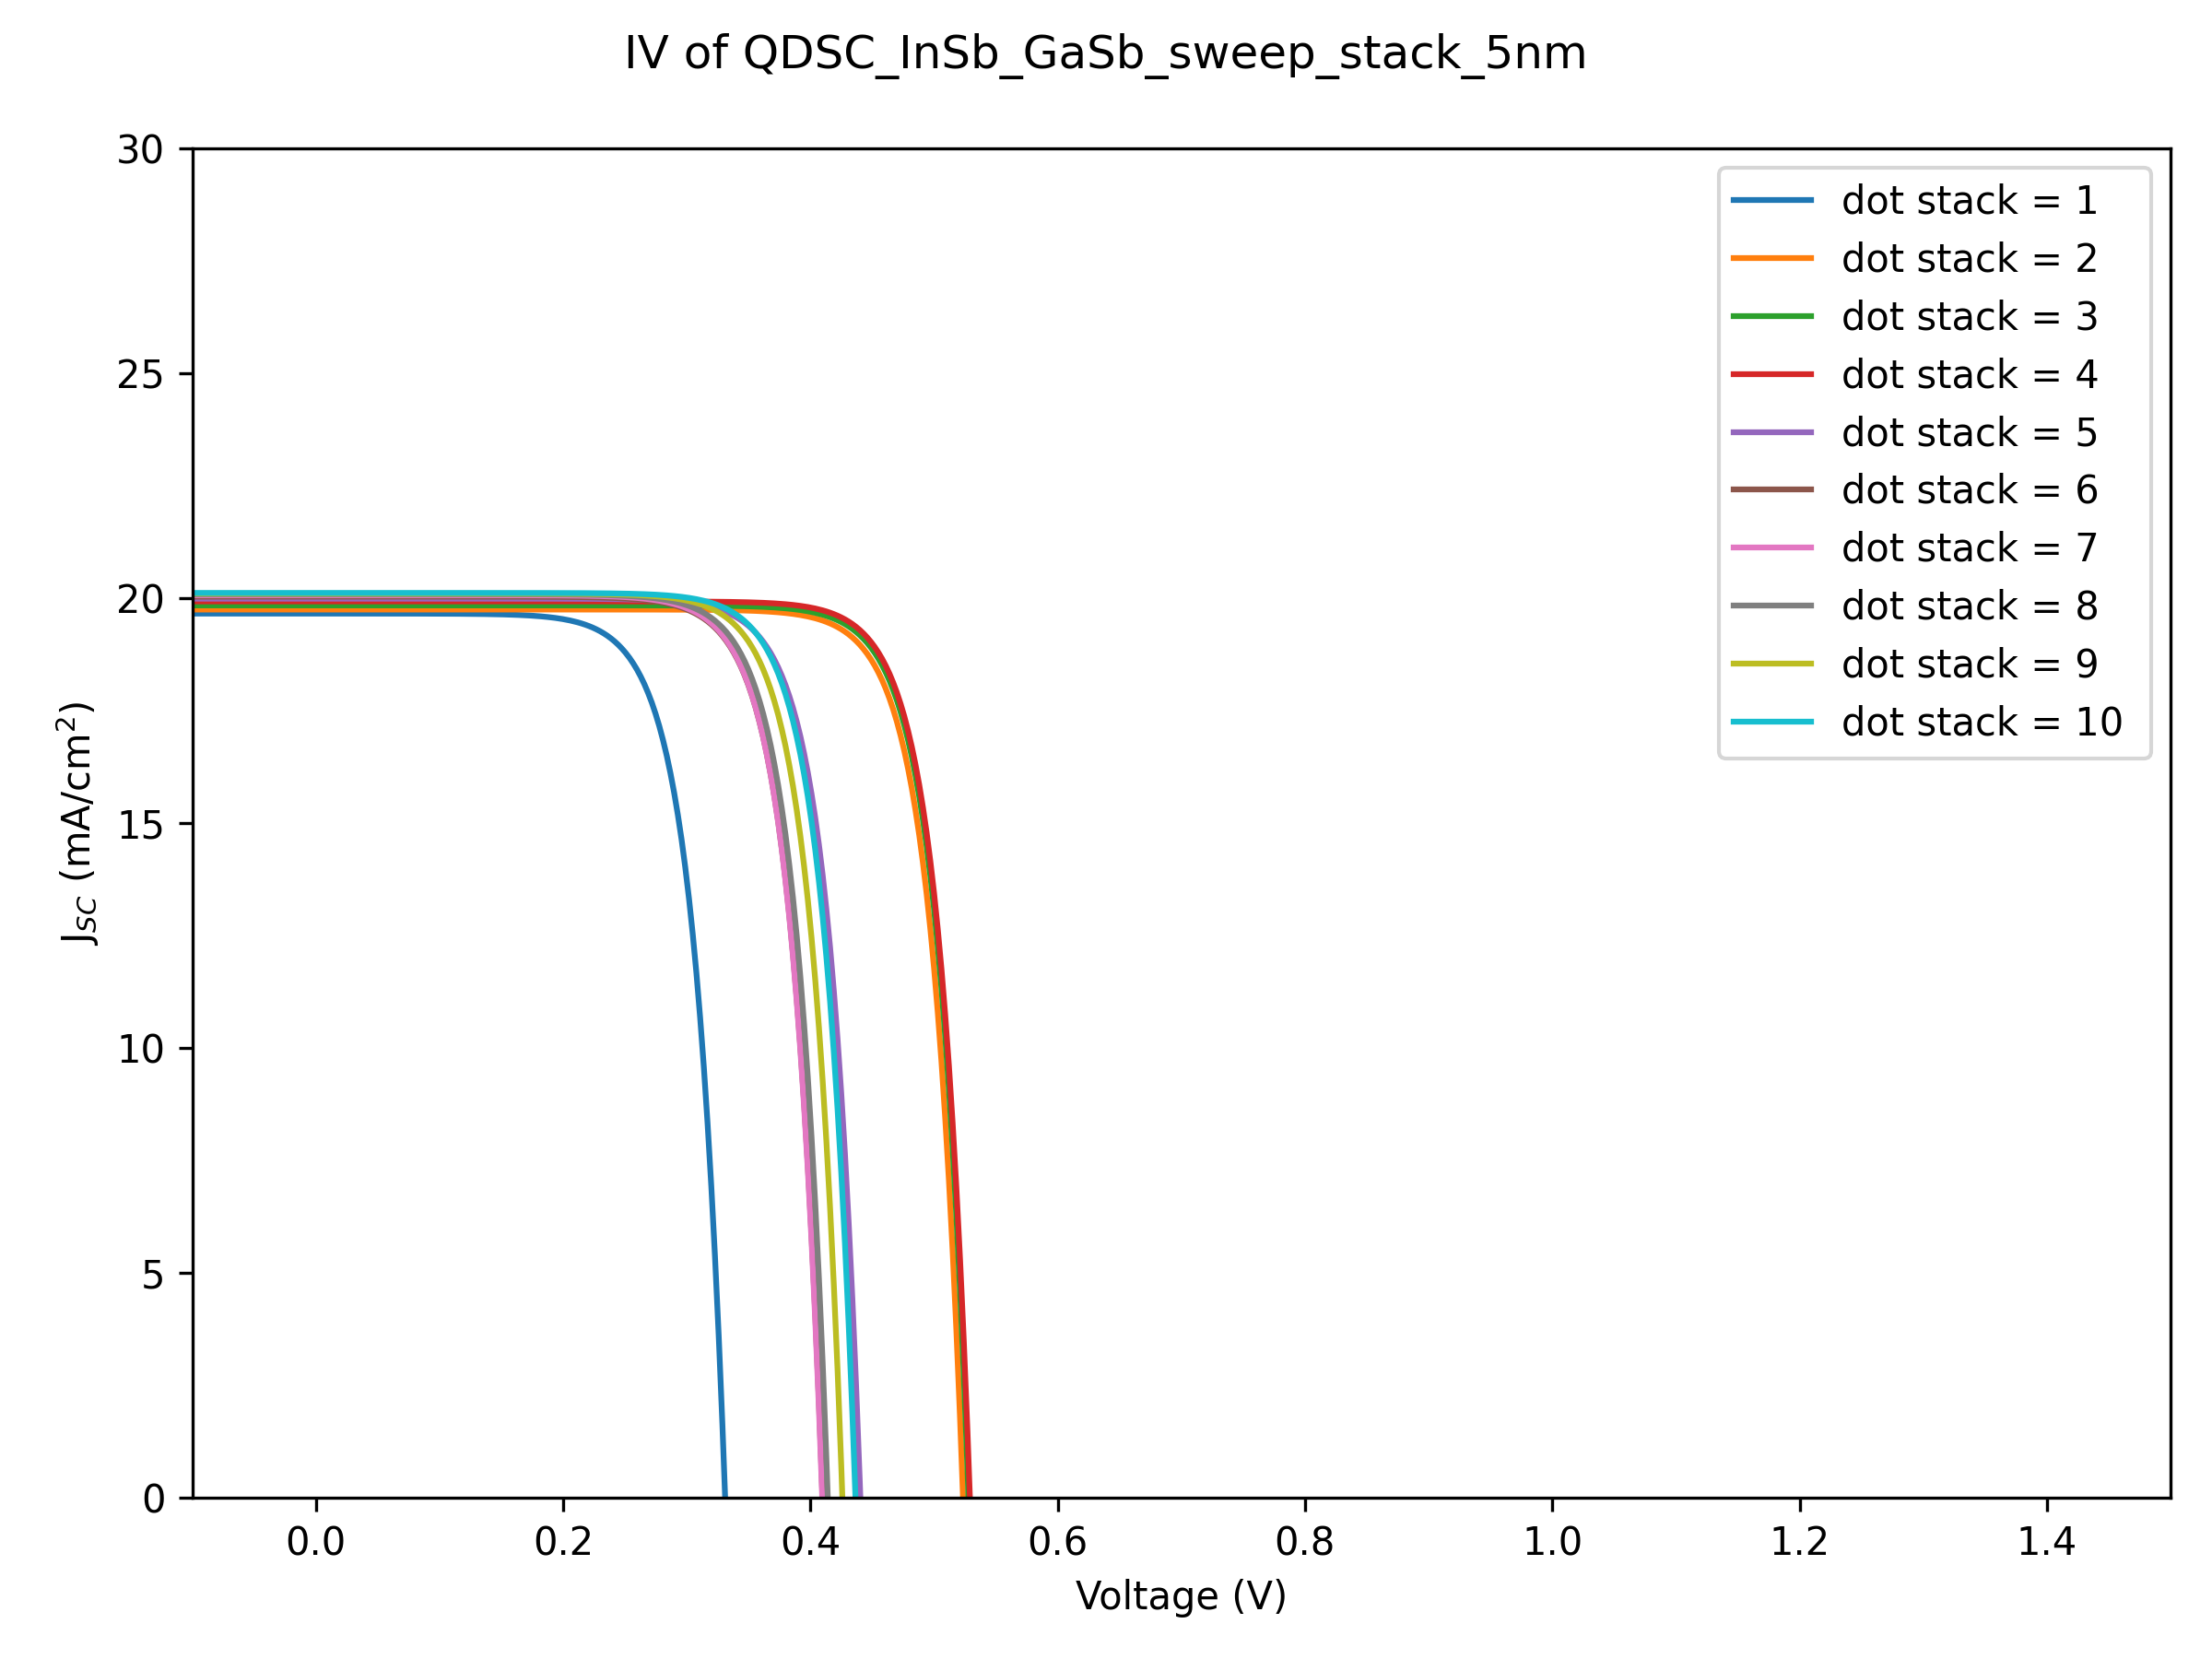 IV of QDSC_InSb_GaSb_sweep_stack_5nm
30
25
20
15
10
5
0
J_SC (mA/cm²)
dot stack = 1
dot stack = 2
dot stack = 3
dot stack = 4
dot stack = 5
dot stack = 6
dot stack = 7
dot stack = 8
dot stack = 9
dot stack = 10
0.0 0.2 0.4 0.6 0.8 1.0 1.2 1.4
Voltage (V)